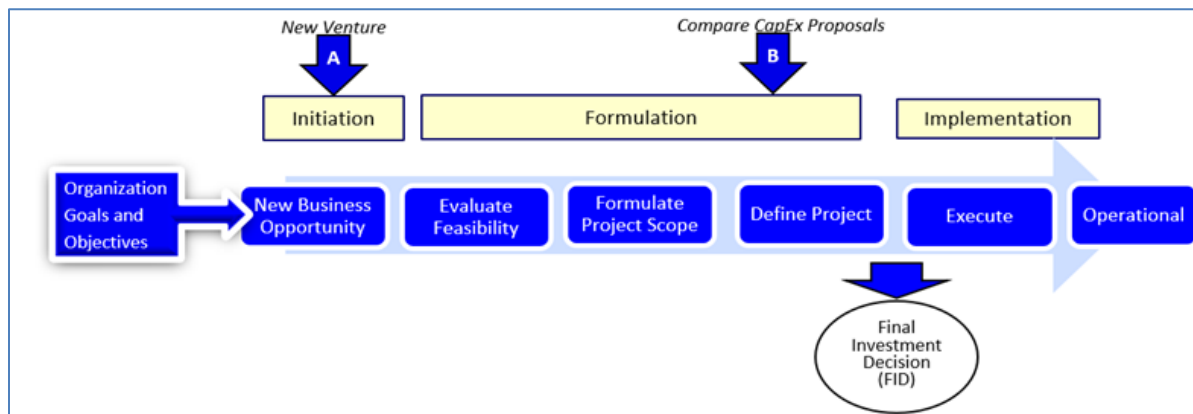 New Venture
Compare CapEx Proposals
A
B
Initiation
Formulation
Implementation
Organization
Goals and
Objectives
New Business
Opportunity
Evaluate
Feasibility
Formulate
Project Scope
Define Project
Execute
Operational
Final
Investment
Decision
(FID)